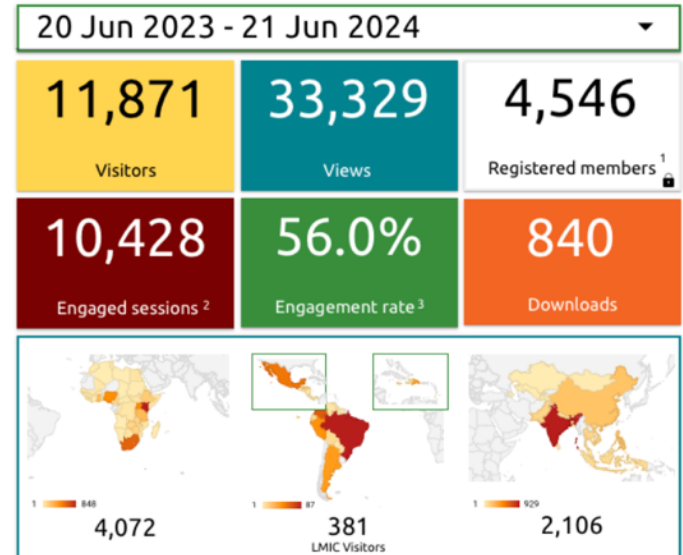 20 Jun 2023 - 21 Jun 2024
11,871
Visitors
33,329
Views
4,546
Registered members 1
10,428
Engaged sessions 2
56.0%
Engagement rate 3
840
Downloads
1 848
4,072
1 87
381
LMIC Visitors
1 929
2,106